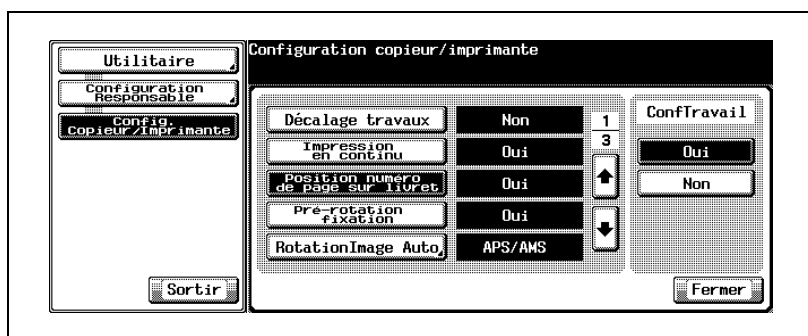 Utilitaire
Configuration
Responsable
Config.
Copieur/Imprimante
Sortir
Configuration copieur/imprimante
Décalage travaux
Non
Impression
en continu
Oui
Position numéro
de page sur livret
Oui
Pré-rotation
fixation
Oui
RotationImage Auto
APS/AMS
1
3
ConfTravail
Oui
Non
Fermer